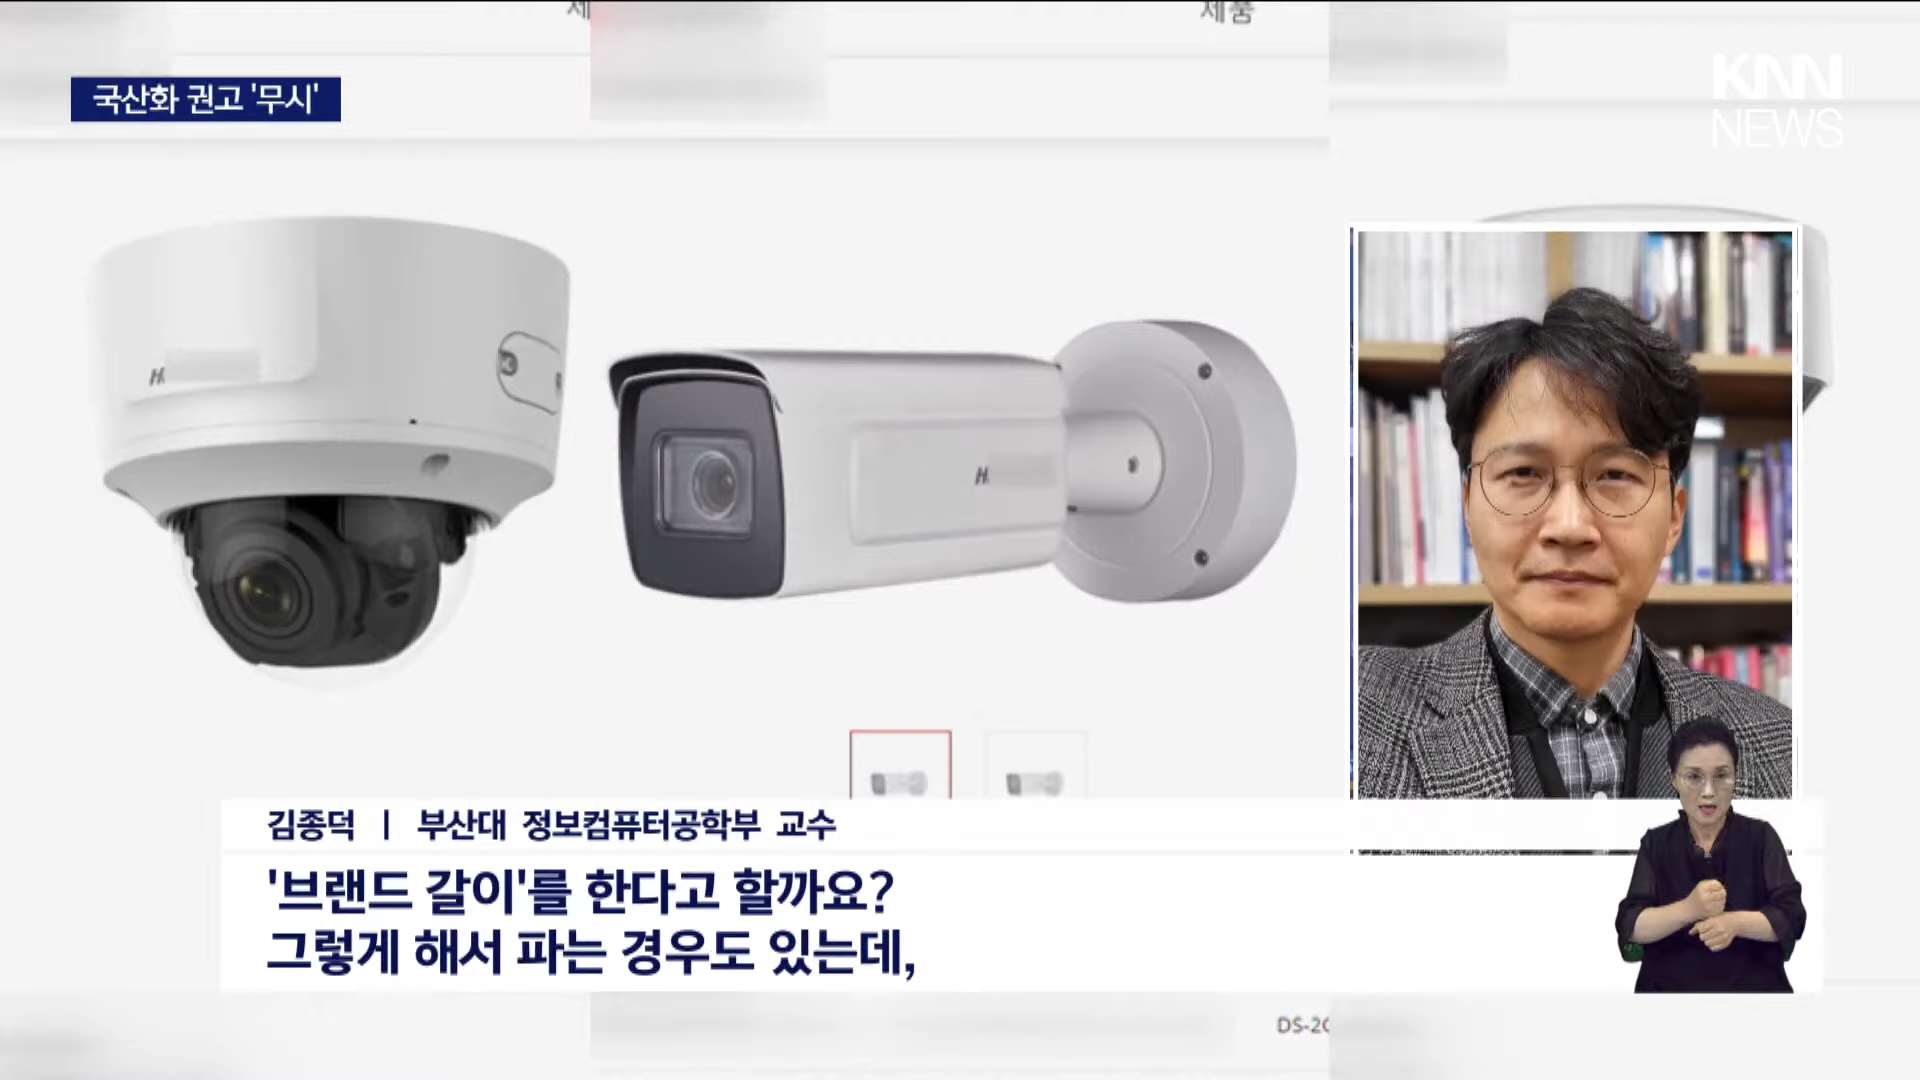 제품
국산화 권고 '무시'
KNN
NEWS
김종덕 | 부산대 정보컴퓨터공학부 교수
'브랜드 갈이'를 한다고 할까요?
그렇게 해서 파는 경우도 있는데,